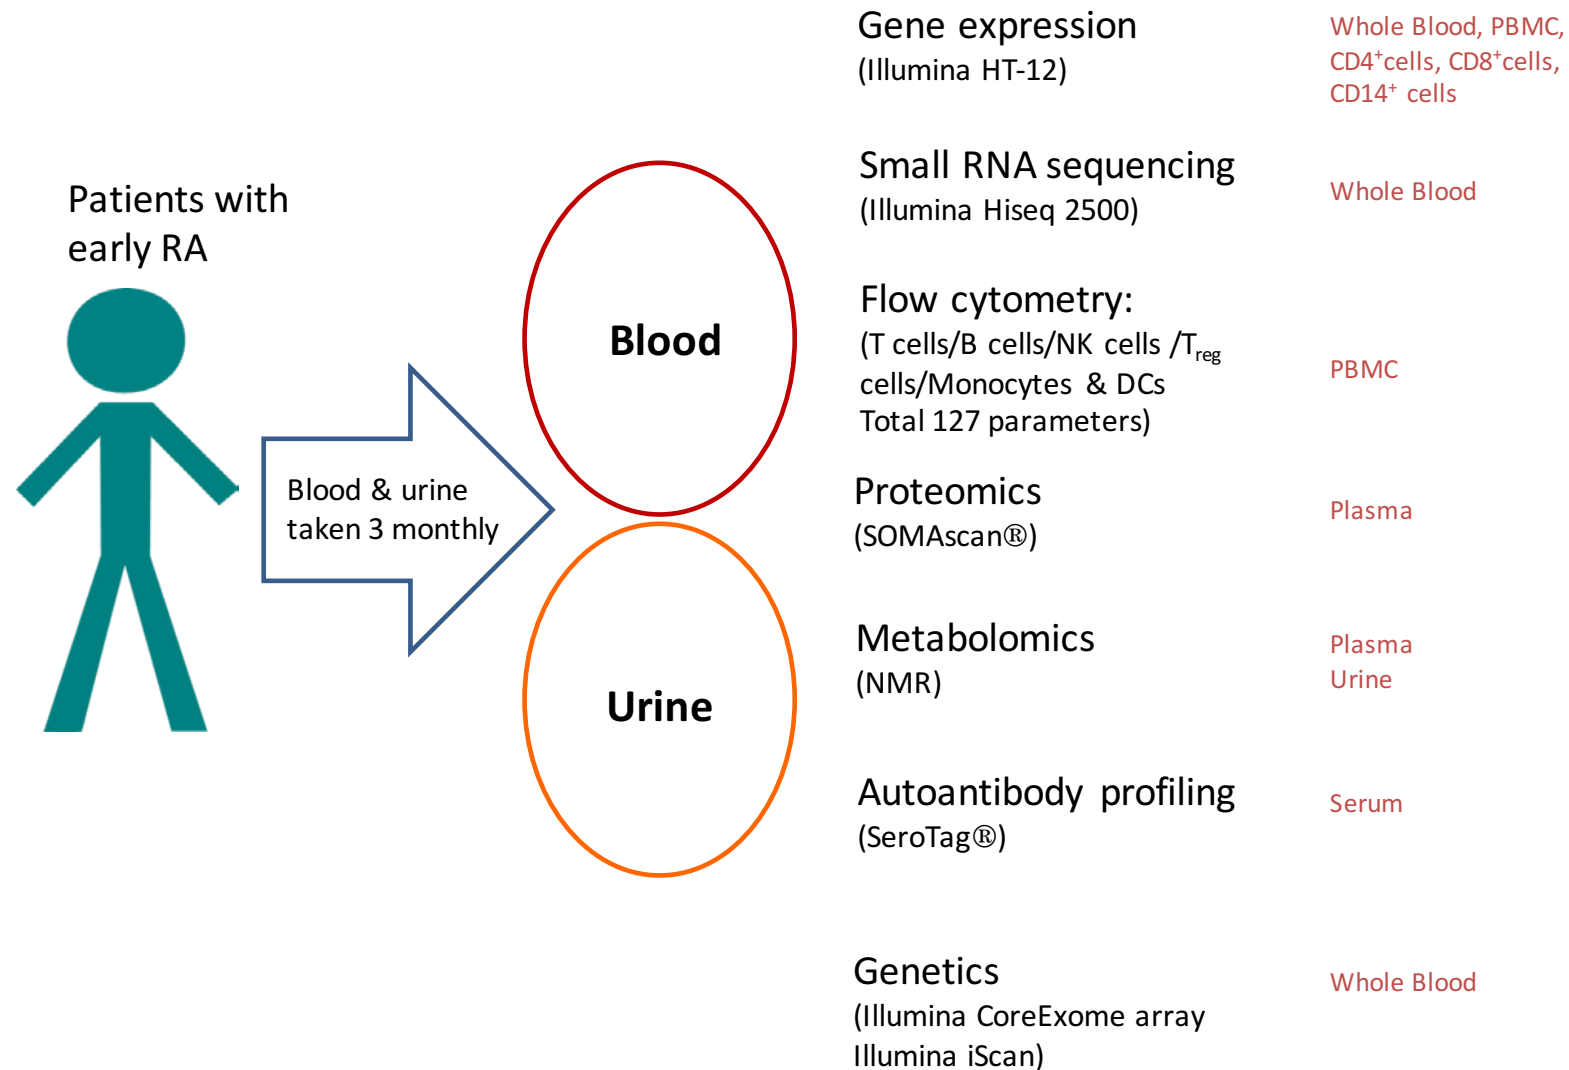 Patients with
early RA
Blood & urine
taken 3 monthly
Blood
Urine
Gene expression
(Illumina HT-12)
Whole Blood, PBMC,
CD4⁺cells, CD8⁺cells,
CD14⁺ cells
Small RNA sequencing
(Illumina Hiseq 2500)
Whole Blood
Flow cytometry:
(T cells/B cells/NK cells /Treg
cells/Monocytes & DCs
Total 127 parameters)
PBMC
Proteomics
(SOMAscan®)
Plasma
Metabolomics
(NMR)
Plasma
Urine
Autoantibody profiling
(SeroTag®)
Serum
Genetics
(Illumina CoreExome array
Illumina iScan)
Whole Blood